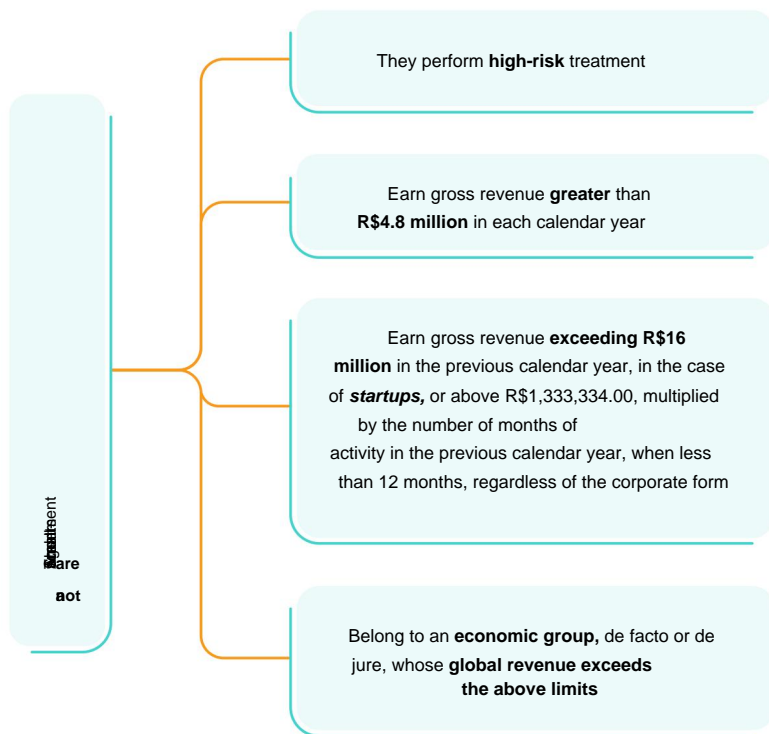 are
not
They perform high-risk treatment
Earn gross revenue greater than
R$4.8 million in each calendar year
Earn gross revenue exceeding R$16
million in the previous calendar year, in the case
of startups, or above R$1,333,334.00, multiplied
by the number of months of
activity in the previous calendar year, when less
than 12 months, regardless of the corporate form
Belong to an economic group, de facto or de
jure, whose global revenue exceeds
the above limits